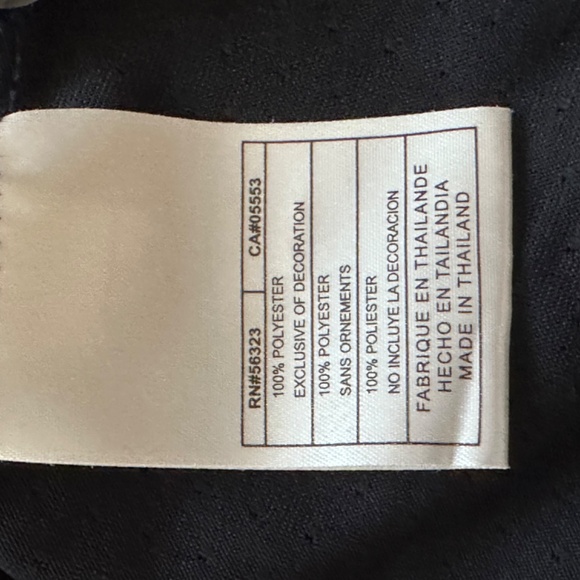 RN#56323 CA#05553
100% POLYESTER
EXCLUSIVE OF DECORATION
100% POLYESTER
SANS ORNEMENTS
100% POLIESTER
NO INCLUYE LA DECORACION
FABRIQUE EN THAILANDE
HECHO EN TAILANDIA
MADE IN THAILAND